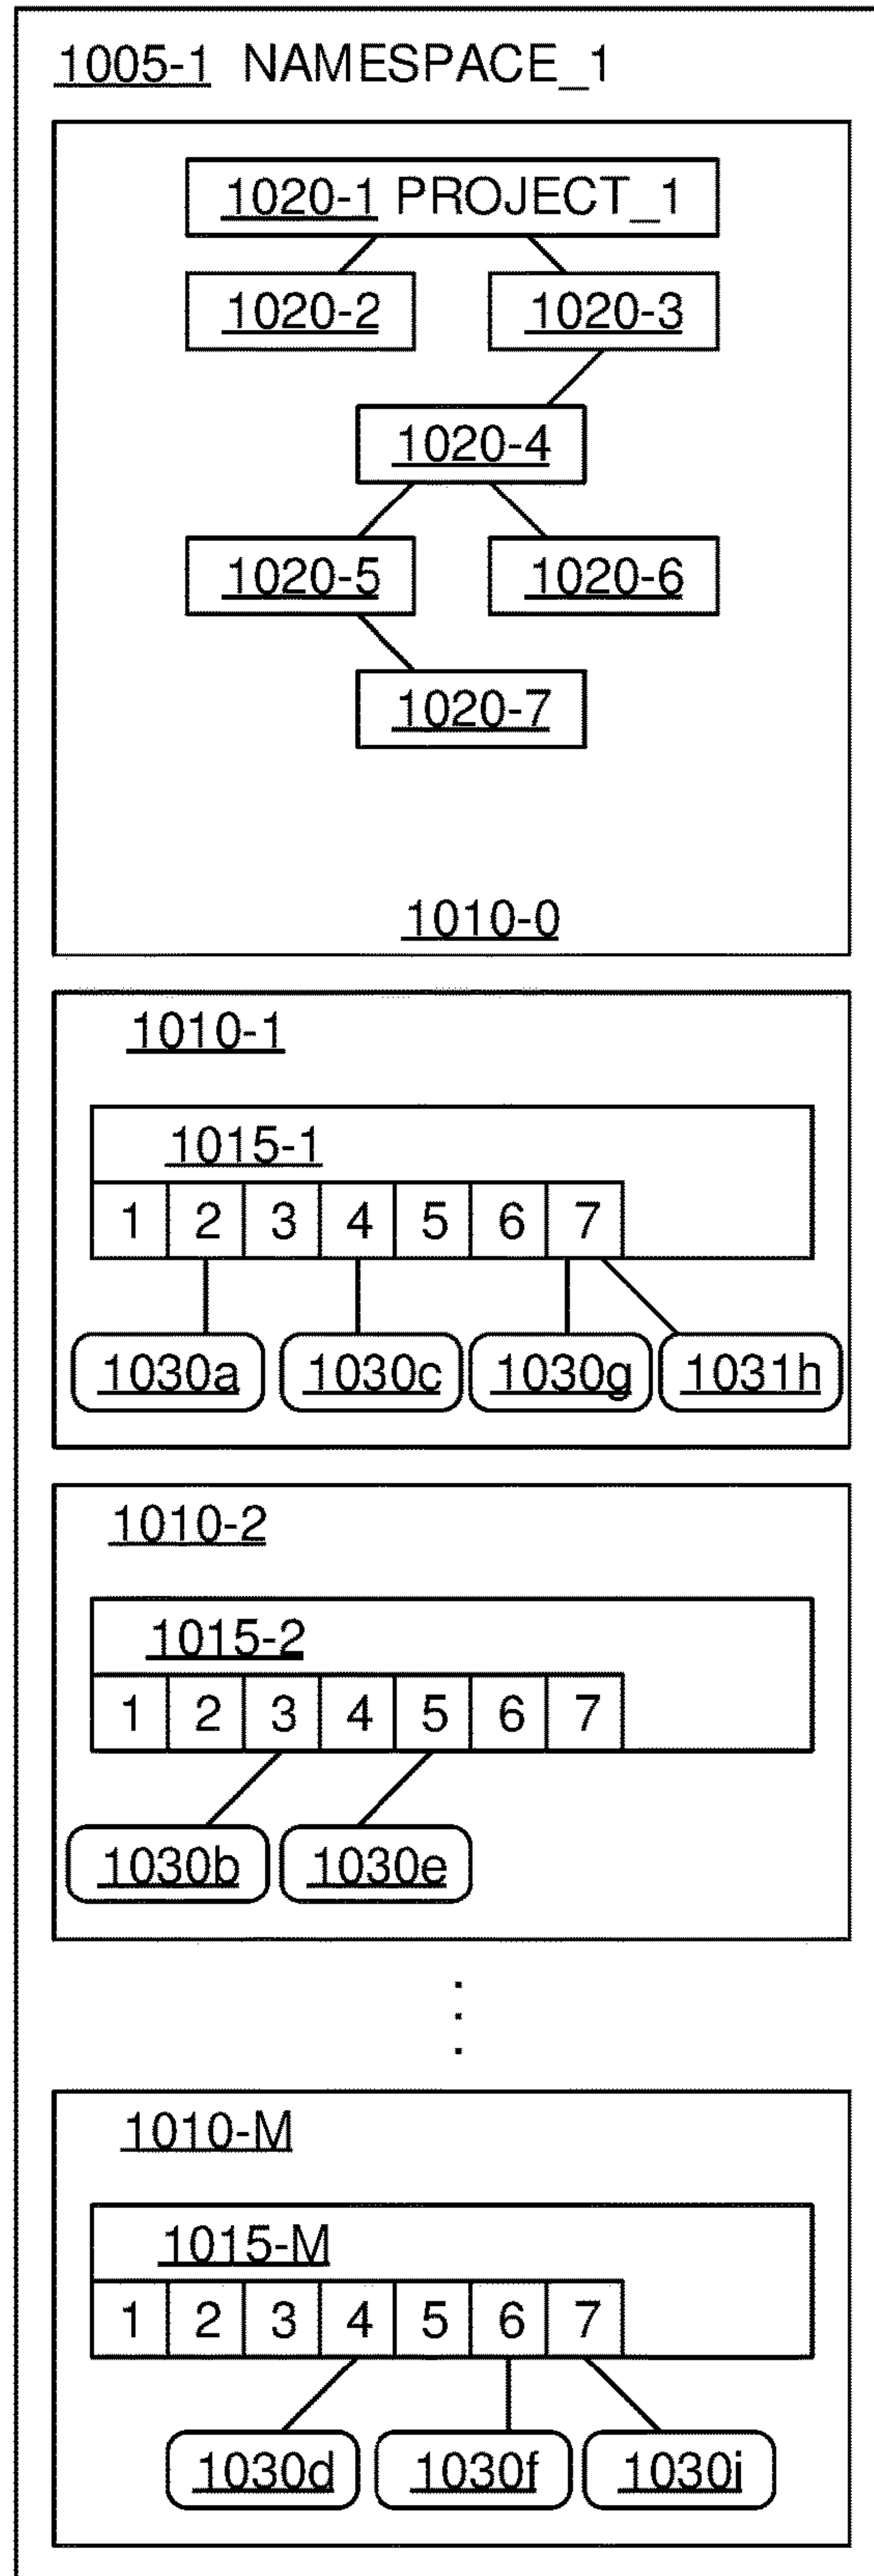 1005-1 NAMESPACE_1
1020-1 PROJECT_1
1020-2 1020-3
1020-4
1020-5 1020-6
1020-7
1010-0
1010-1
1015-1
1 2 3 4 5 6 7
1030a 1030c 1030g 1031h
1010-2
1015-2
1 2 3 4 5 6 7
1030b 1030e
1010-M
1015-M
1 2 3 4 5 6 7
1030d 1030f 1030i